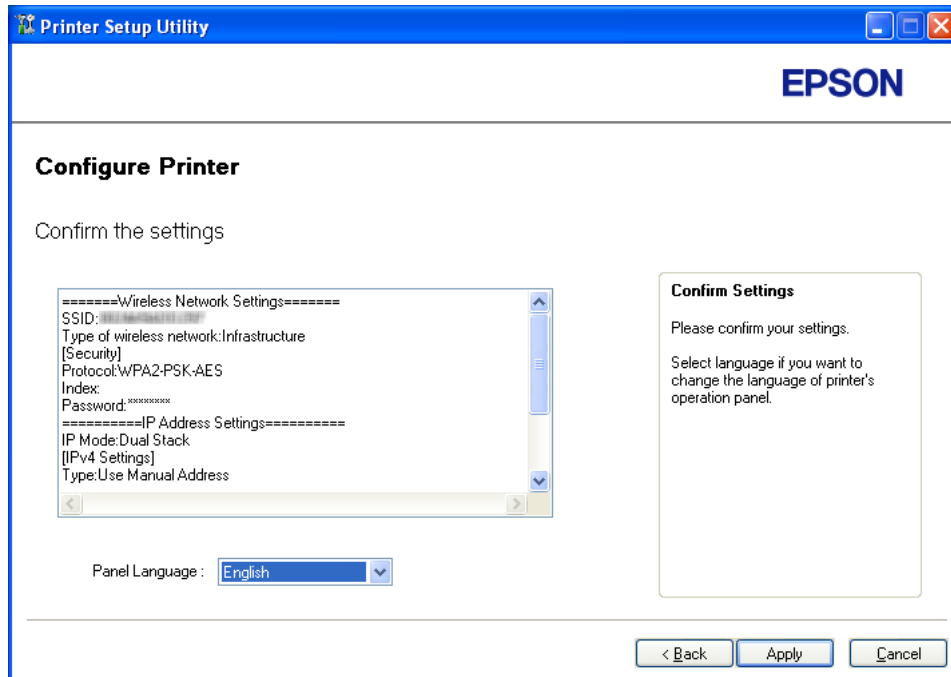 Printer Setup Utility
EPSON
Configure Printer
Confirm the settings
=======Wireless Network Settings=======
SSID:
Type of wireless network:Infrastructure
[Security]
Protocol:WPA2-PSK-AES
Index:
Password:********
==========IP Address Settings==========
IP Mode:Dual Stack
[IPv4 Settings]
Type:Use Manual Address
Confirm Settings
Please confirm your settings.
Select language if you want to
change the language of printer's
operation panel.
Panel Language : English
< Back Apply Cancel